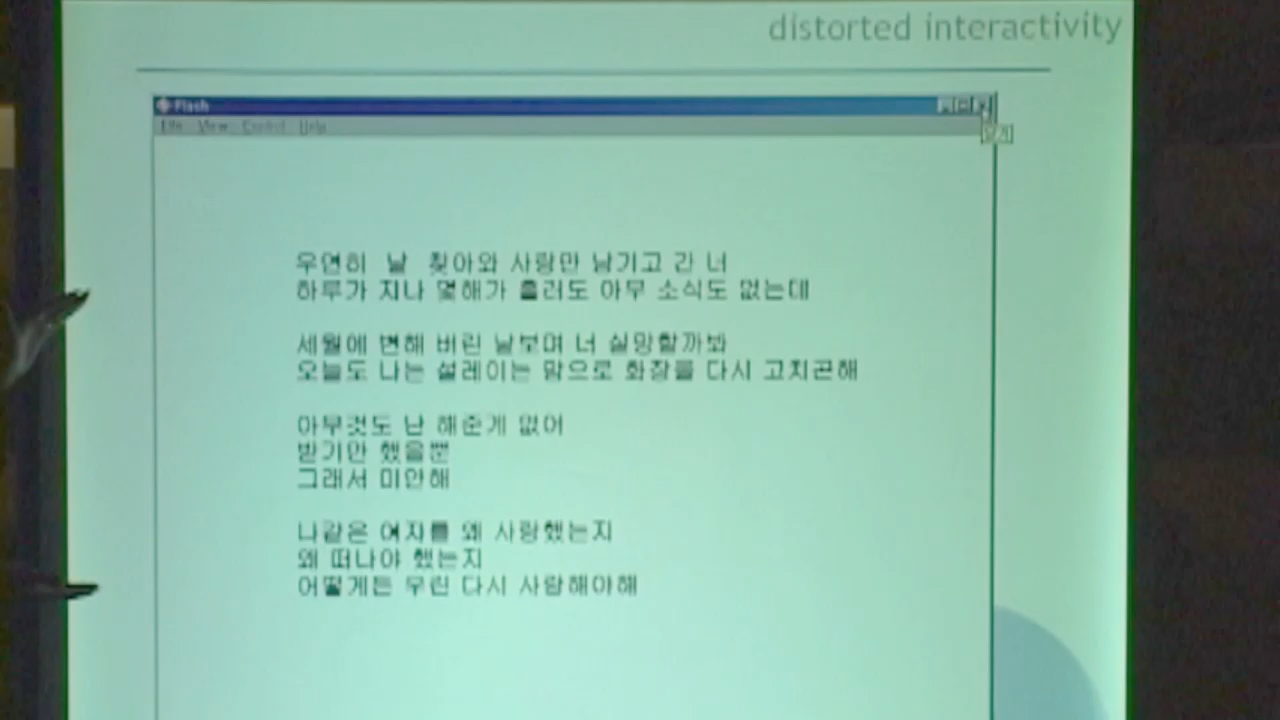 distorted interactivity
Flash
File View Control Help
닫기
우연히 날 찾아와 사랑만 남기고 간 너
하루가 지나 몇해가 흘러도 아무 소식도 없는데
세월에 변해 버린 날보며 너 실망할까봐
오늘도 나는 설레이는 맘으로 화장을 다시 고치곤해
아무것도 난 해준게 없어
받기만 했을뿐
그래서 미안해
나같은 여자를 왜 사랑했는지
왜 떠나야 했는지
어떻게든 우린 다시 사랑해야해